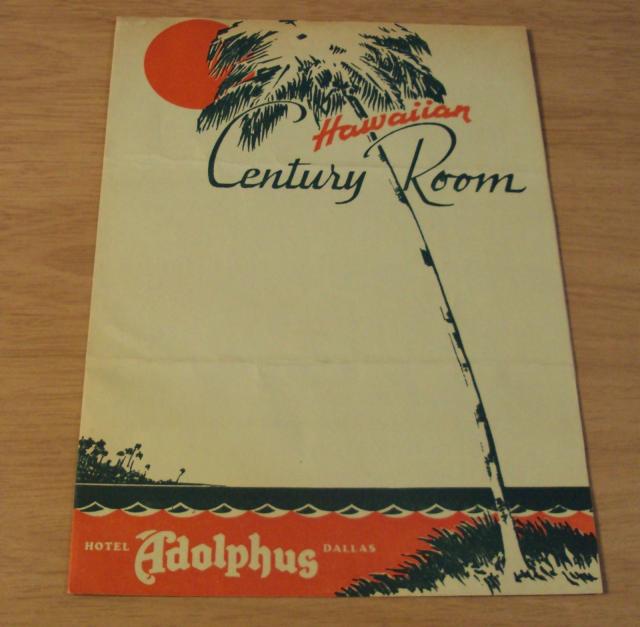 Hawaiian
Century Room
HOTEL Adolphus DALLAS